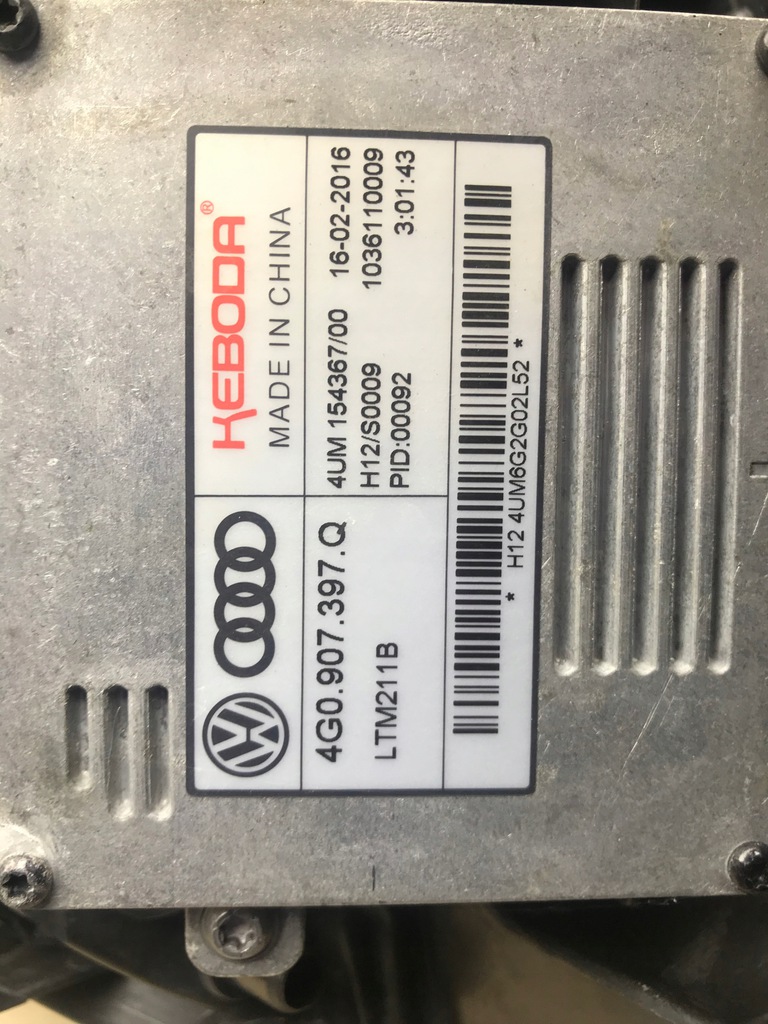 KEBODA®
MADE IN CHINA
4G0.907.397.Q
LTM211B
4UM 154367/00 16-02-2016
H12/S0009 1036110009
PID:00092 3:01:43
* H12 4UM6G2G02L52 *